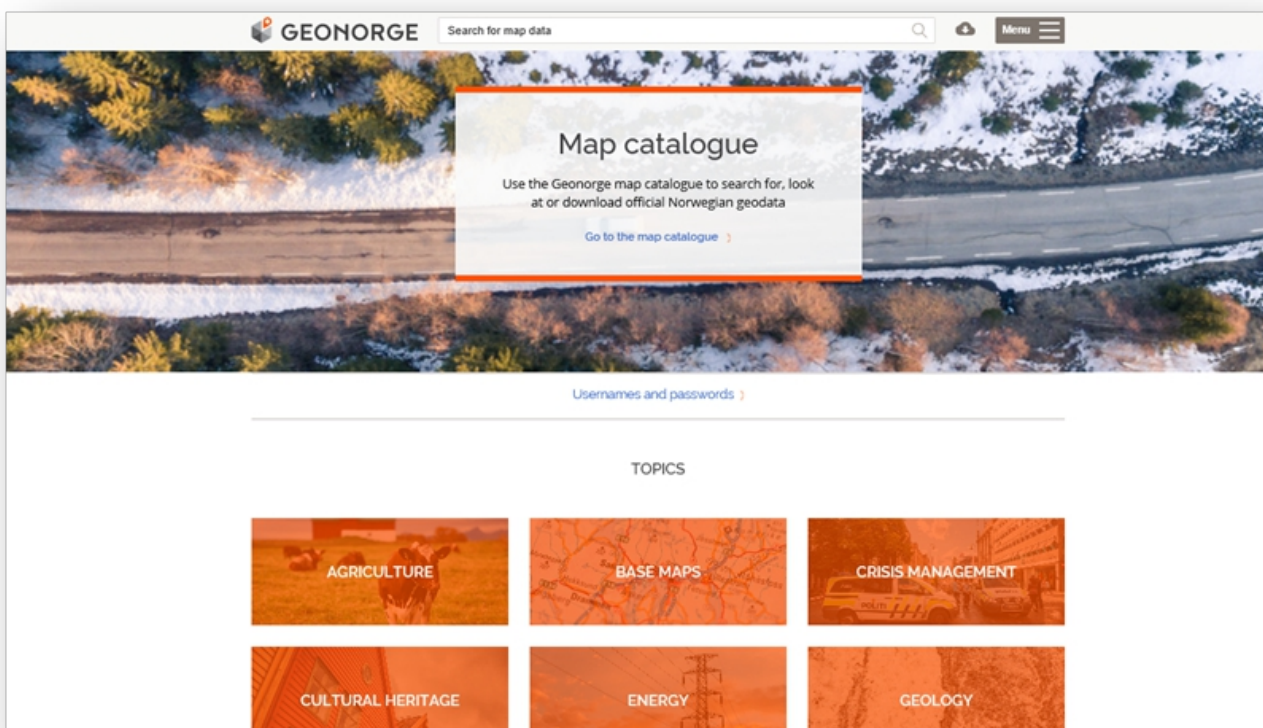 GEONORGE
Search for map data
Menu
Map catalogue
Use the Geonorge map catalogue to search for, look
at or download official Norwegian geodata
Go to the map catalogue
Usernames and passwords
TOPICS
AGRICULTURE
BASE MAPS
CRISIS MANAGEMENT
POLITI
CULTURAL HERITAGE
ENERGY
GEOLOGY